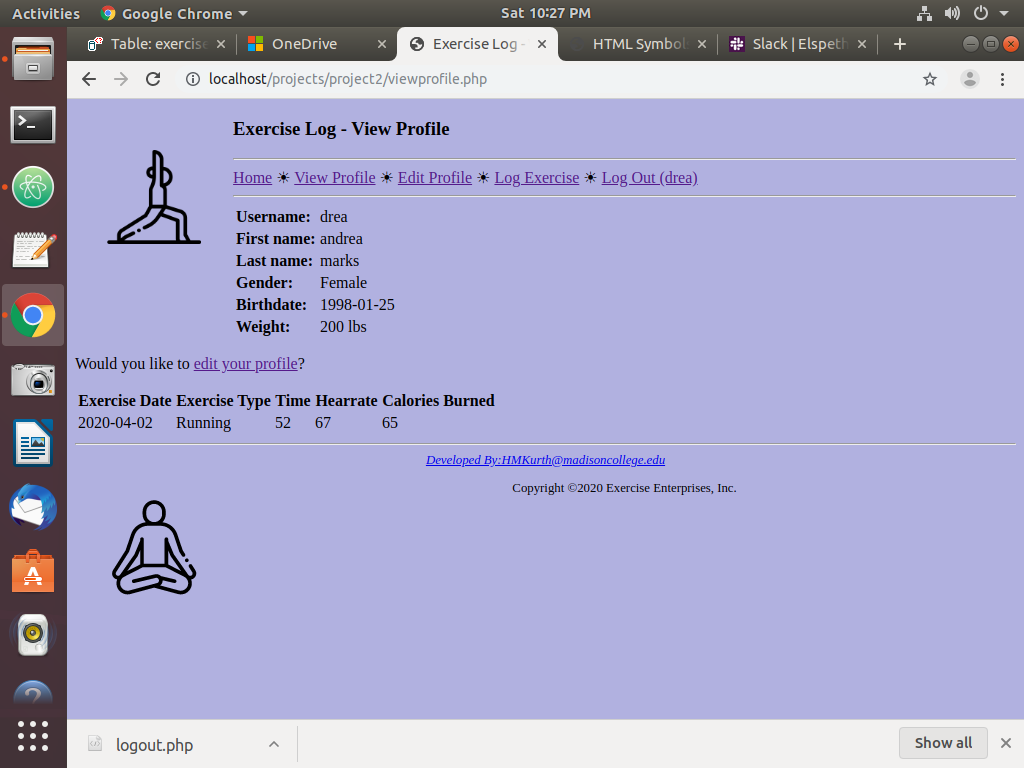 Activities Google Chrome Sat 10:27 PM
Table: exercise OneDrive Exercise Log - HTML Symbol Slack | Elspeth
localhost/projects/project2/viewprofile.php
Exercise Log - View Profile
Home ☀ View Profile ☀ Edit Profile ☀ Log Exercise ☀ Log Out (drea)
Username: drea
First name: andrea
Last name: marks
Gender: Female
Birthdate: 1998-01-25
Weight: 200 lbs
Would you like to edit your profile?
Exercise Date Exercise Type Time Hearrate Calories Burned
2020-04-02 Running 52 67 65
Developed By:HMKurth@madisoncollege.edu
Copyright ©2020 Exercise Enterprises, Inc.
logout.php Show all